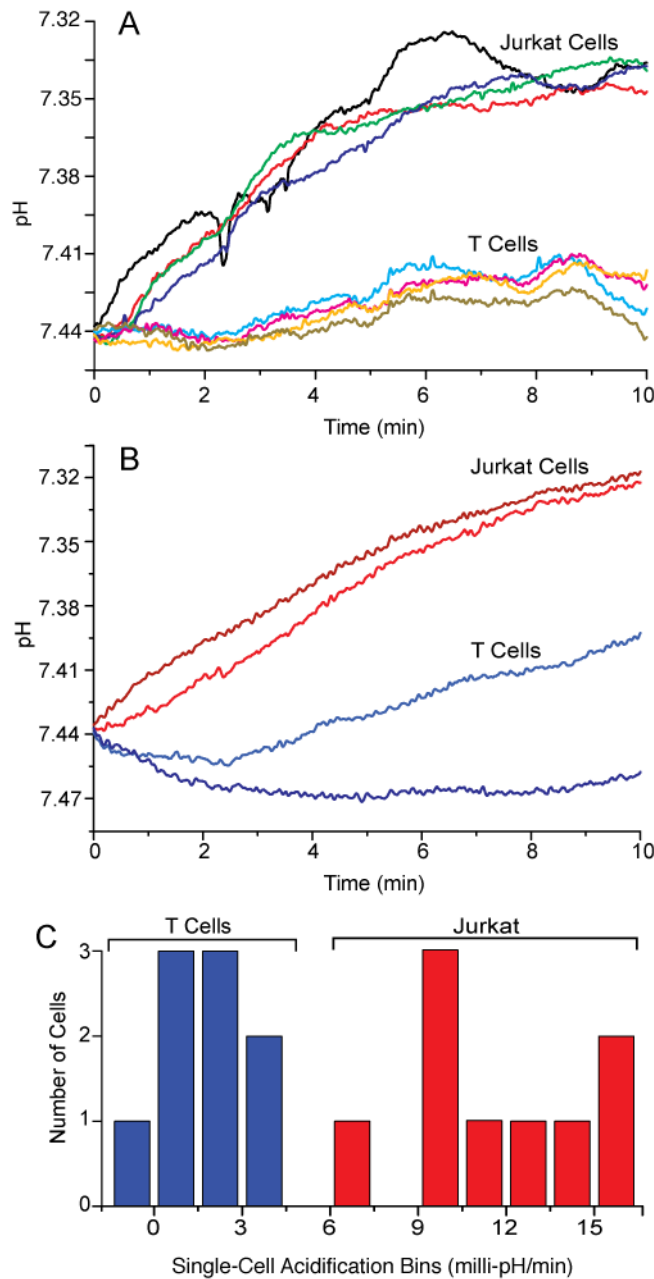 A
7.32
Jurkat Cells
7.35
7.38
pH
7.41
T Cells
7.44
0 2 4 6 8 10
Time (min)
B
7.32
Jurkat Cells
7.35
7.38
pH
7.41
T Cells
7.44
7.47
0 2 4 6 8 10
Time (min)
C
T Cells Jurkat
3
2
Number of Cells
1
0
0 3 6 9 12 15
Single-Cell Acidification Bins (milli-pH/min)